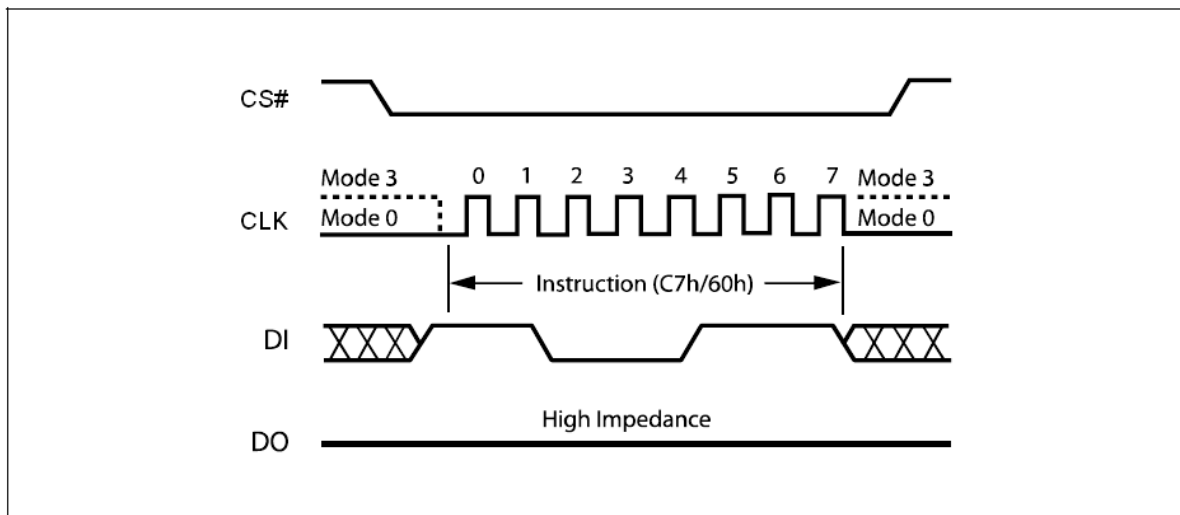 CS#
Mode 3 0 1 2 3 4 5 6 7 Mode 3
CLK Mode 0 Mode 0
Instruction (C7h/60h)
DI
High Impedance
DO